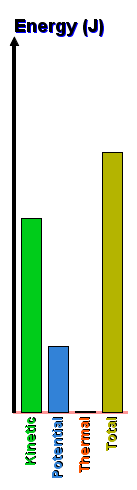 Energy (J)
Kinetic
Potential
Thermal
Total